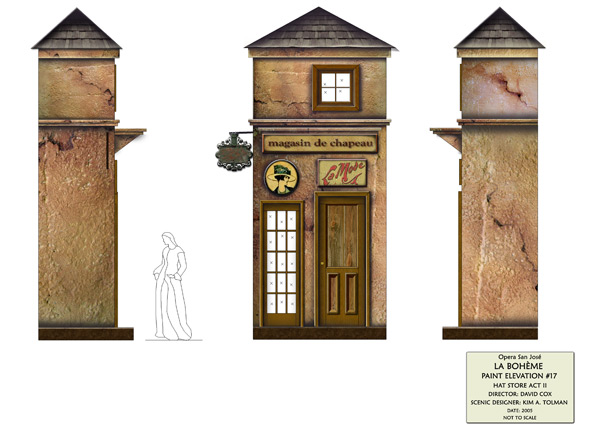 magasin de chapeau
La Mode
Opera San José
LA BOHÈME
PAINT ELEVATION #17
HAT STORE ACT II
DIRECTOR: DAVID COX
SCENIC DESIGNER: KIM A. TOLMAN
DATE: 2005
NOT TO SCALE